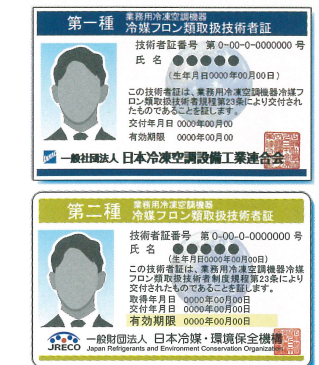 第一種 業務用冷凍空調機器
冷媒フロン類取扱技術者証
技術者証番号 第0-00-0-0000000号
氏名 ●●●●●
(生年月日0000年00月00日)
この技術者証は、業務用冷凍空調機器冷媒フ
ロン類取扱技術者規程第23条により交付され
たものであることを証します。
交付年月日 0000年00月00
有効期限 0000年00月00
一般社団法人 日本冷凍空調設備工業連合会
第二種 業務用冷凍空調機器
冷媒フロン類取扱技術者証
技術者証番号 第0-00-0-0000000号
氏名 ●●●●●
(生年月日0000年00月00日)
この技術者証は、業務用冷凍空調機器冷媒
フロン類取扱技術者制度規程第23条により
交付されたものであることを証します。
取得年月日 0000年00月00日
交付年月日 0000年00月00日
有効期限 0000年00月00日
JRECO
一般財団法人 日本冷媒・環境保全機構
Japan Refrigerants and Environment Conservation Organization